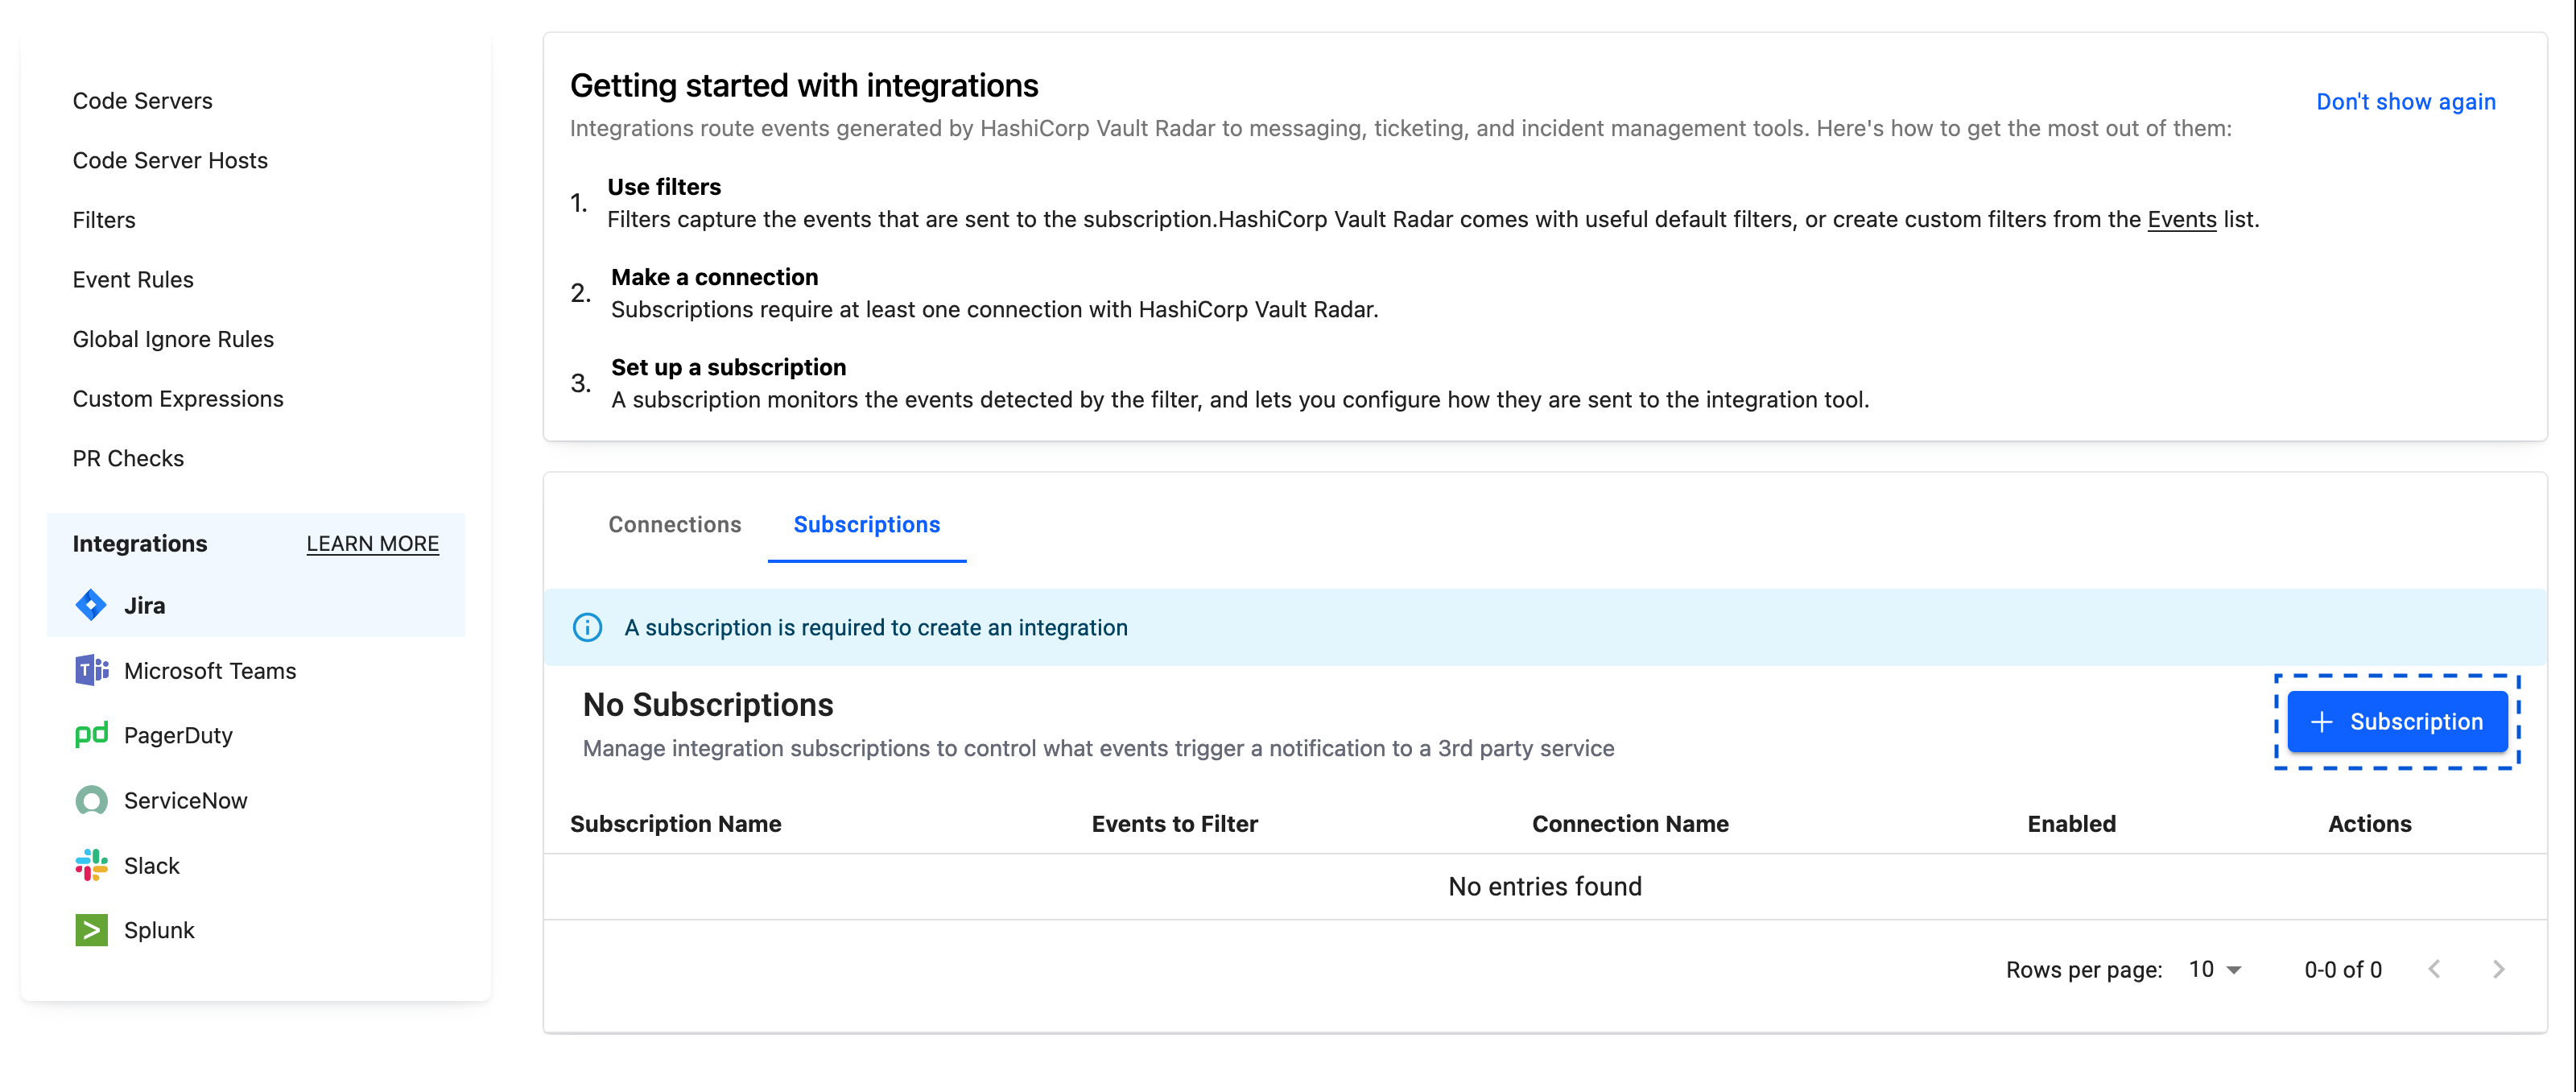 Code Servers
Code Server Hosts
Filters
Event Rules
Global Ignore Rules
Custom Expressions
PR Checks
Integrations LEARN MORE
Jira
Microsoft Teams
PagerDuty
ServiceNow
Slack
Splunk
Getting started with integrations
Don't show again
Integrations route events generated by HashiCorp Vault Radar to messaging, ticketing, and incident management tools. Here's how to get the most out of them:
1. Use filters
Filters capture the events that are sent to the subscription.HashiCorp Vault Radar comes with useful default filters, or create custom filters from the Events list.
2. Make a connection
Subscriptions require at least one connection with HashiCorp Vault Radar.
3. Set up a subscription
A subscription monitors the events detected by the filter, and lets you configure how they are sent to the integration tool.
Connections Subscriptions
A subscription is required to create an integration
No Subscriptions
Manage integration subscriptions to control what events trigger a notification to a 3rd party service
+ Subscription
Subscription Name Events to Filter Connection Name Enabled Actions
No entries found
Rows per page: 10 0-0 of 0